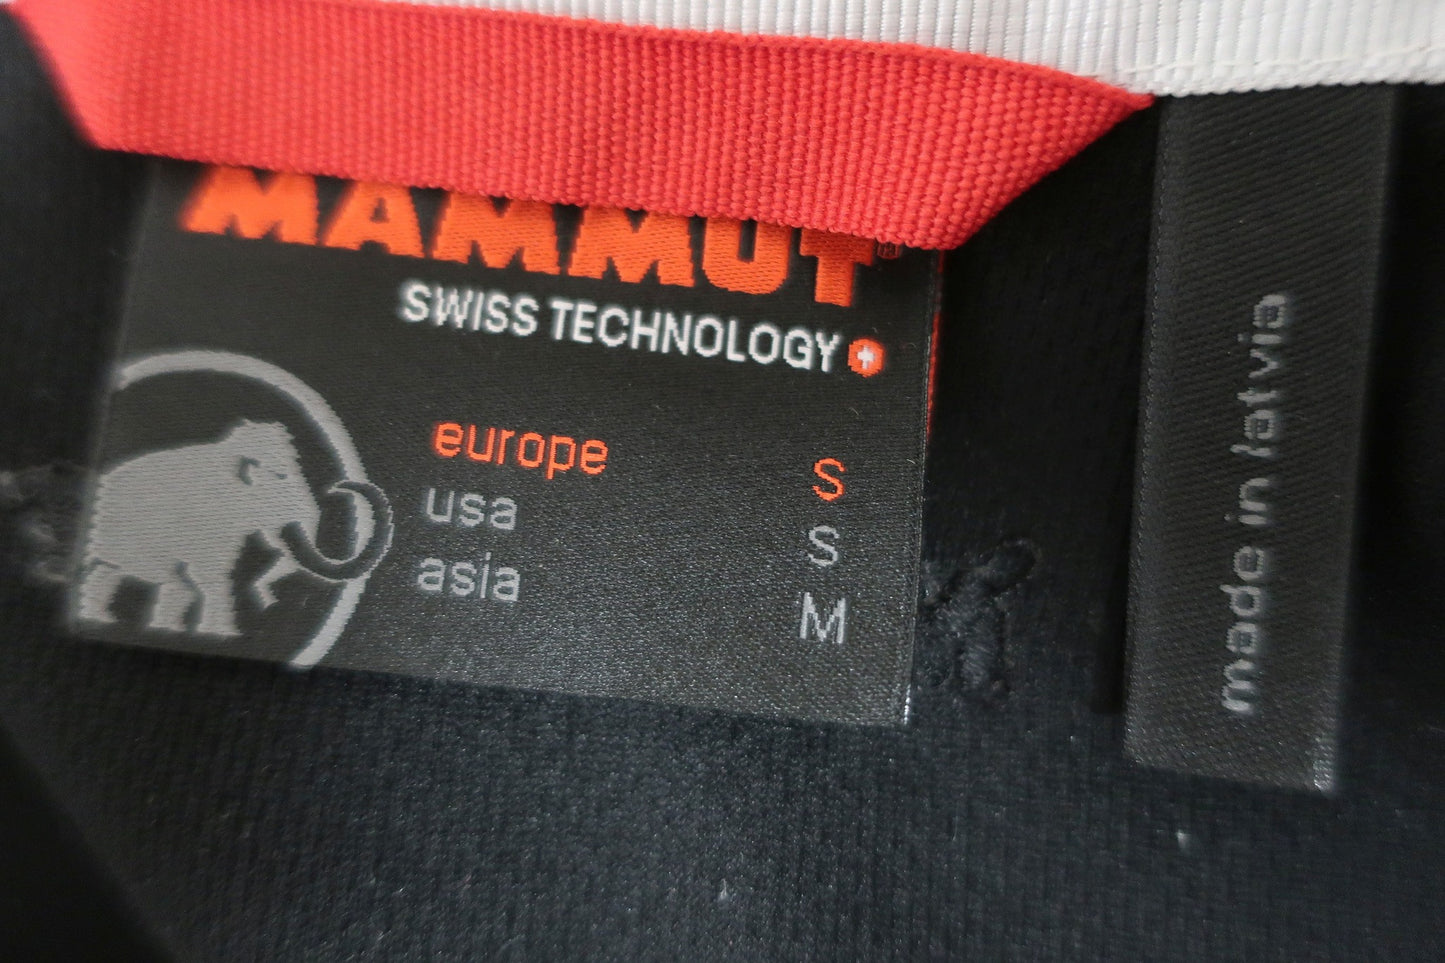 MAMMUT®
SWISS TECHNOLOGY
europe S
usa S
asia M
made in latvia